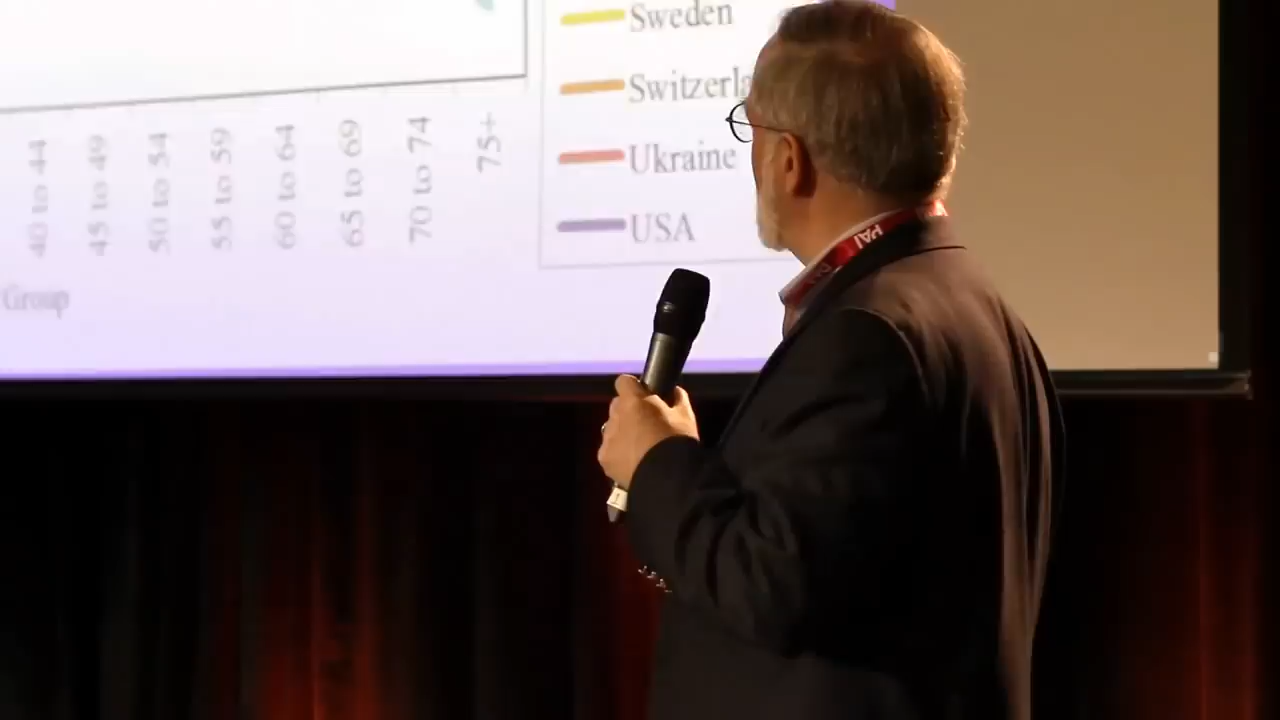 Sweden
Switzerla
Ukraine
USA
40 to 44
45 to 49
50 to 54
55 to 59
60 to 64
65 to 69
70 to 74
75+
Group